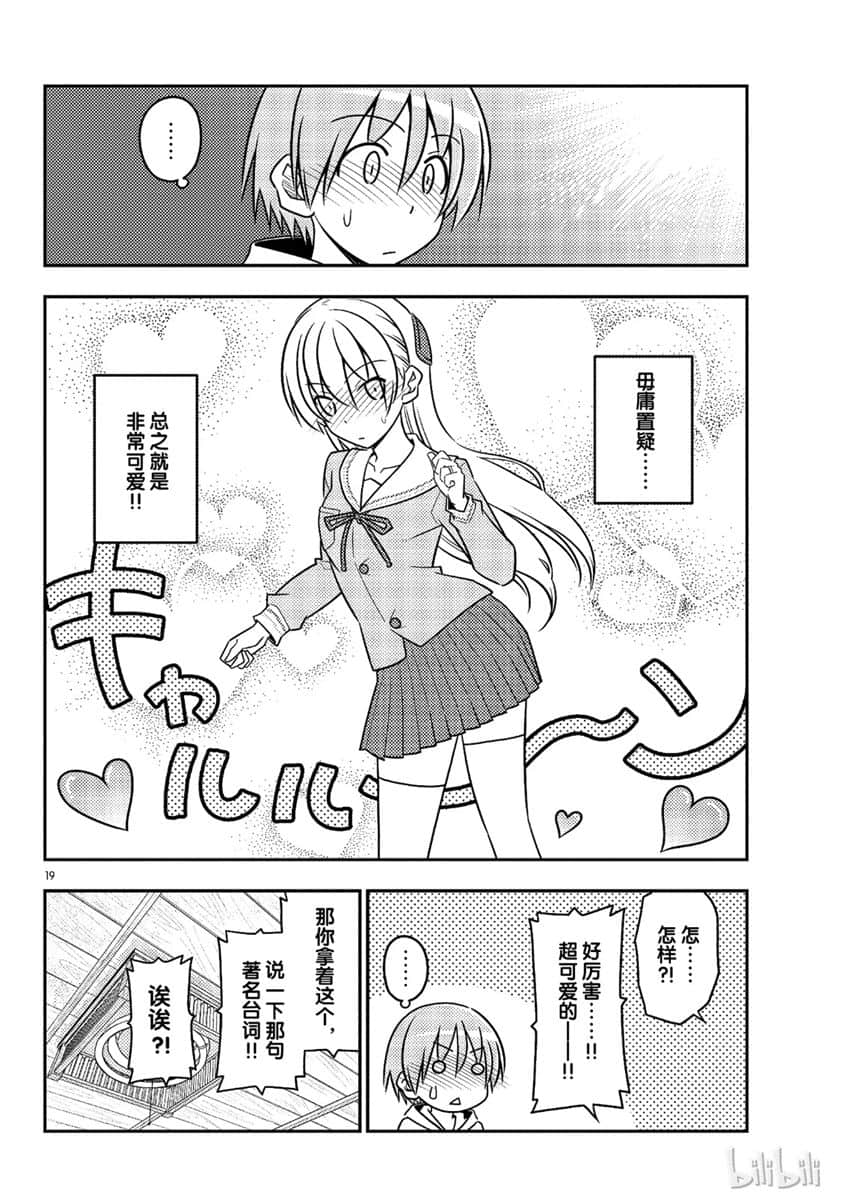 ……
毋庸置疑……
总之就是
非常可爱!!
キャルルル～ン
19
怎……
怎样?!
好厉害……!!
超可爱的——!!
……
那你拿着这个，
说一下那句
著名台词!!
诶诶?!
bilibili